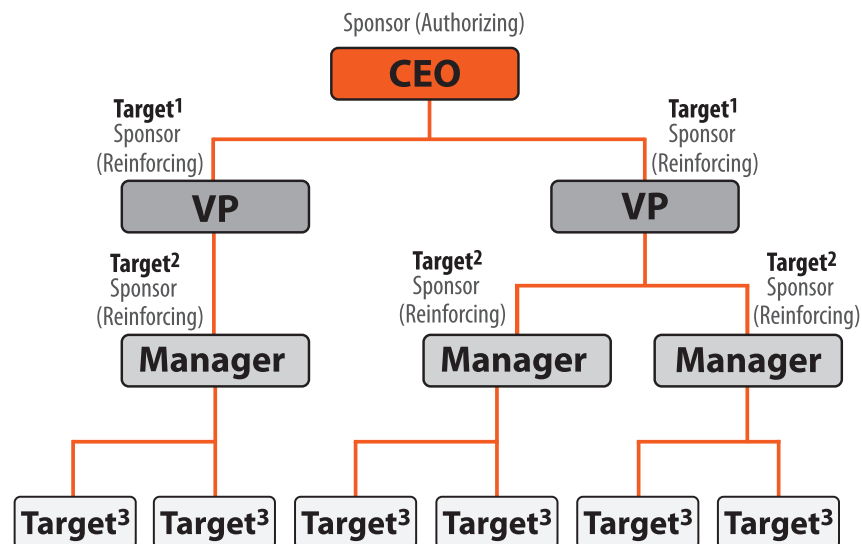 Sponsor (Authorizing)
CEO
Target¹
Sponsor
(Reinforcing)
Target¹
Sponsor
(Reinforcing)
VP
VP
Target²
Sponsor
(Reinforcing)
Target²
Sponsor
(Reinforcing)
Target²
Sponsor
(Reinforcing)
Manager
Manager
Manager
Target³
Target³
Target³
Target³
Target³
Target³